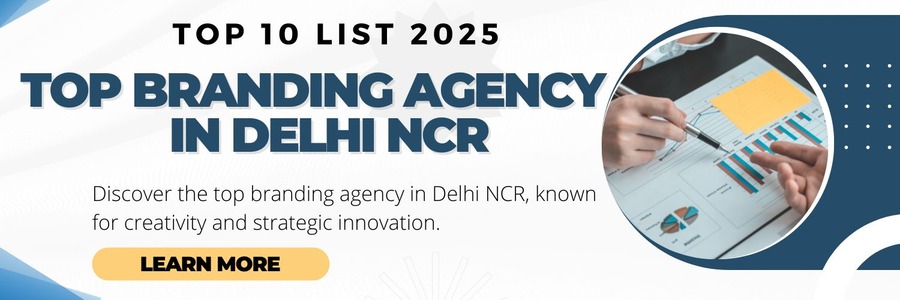 TOP 10 LIST 2025
TOP BRANDING AGENCY
IN DELHI NCR
Discover the top branding agency in Delhi NCR, known
for creativity and strategic innovation.
LEARN MORE